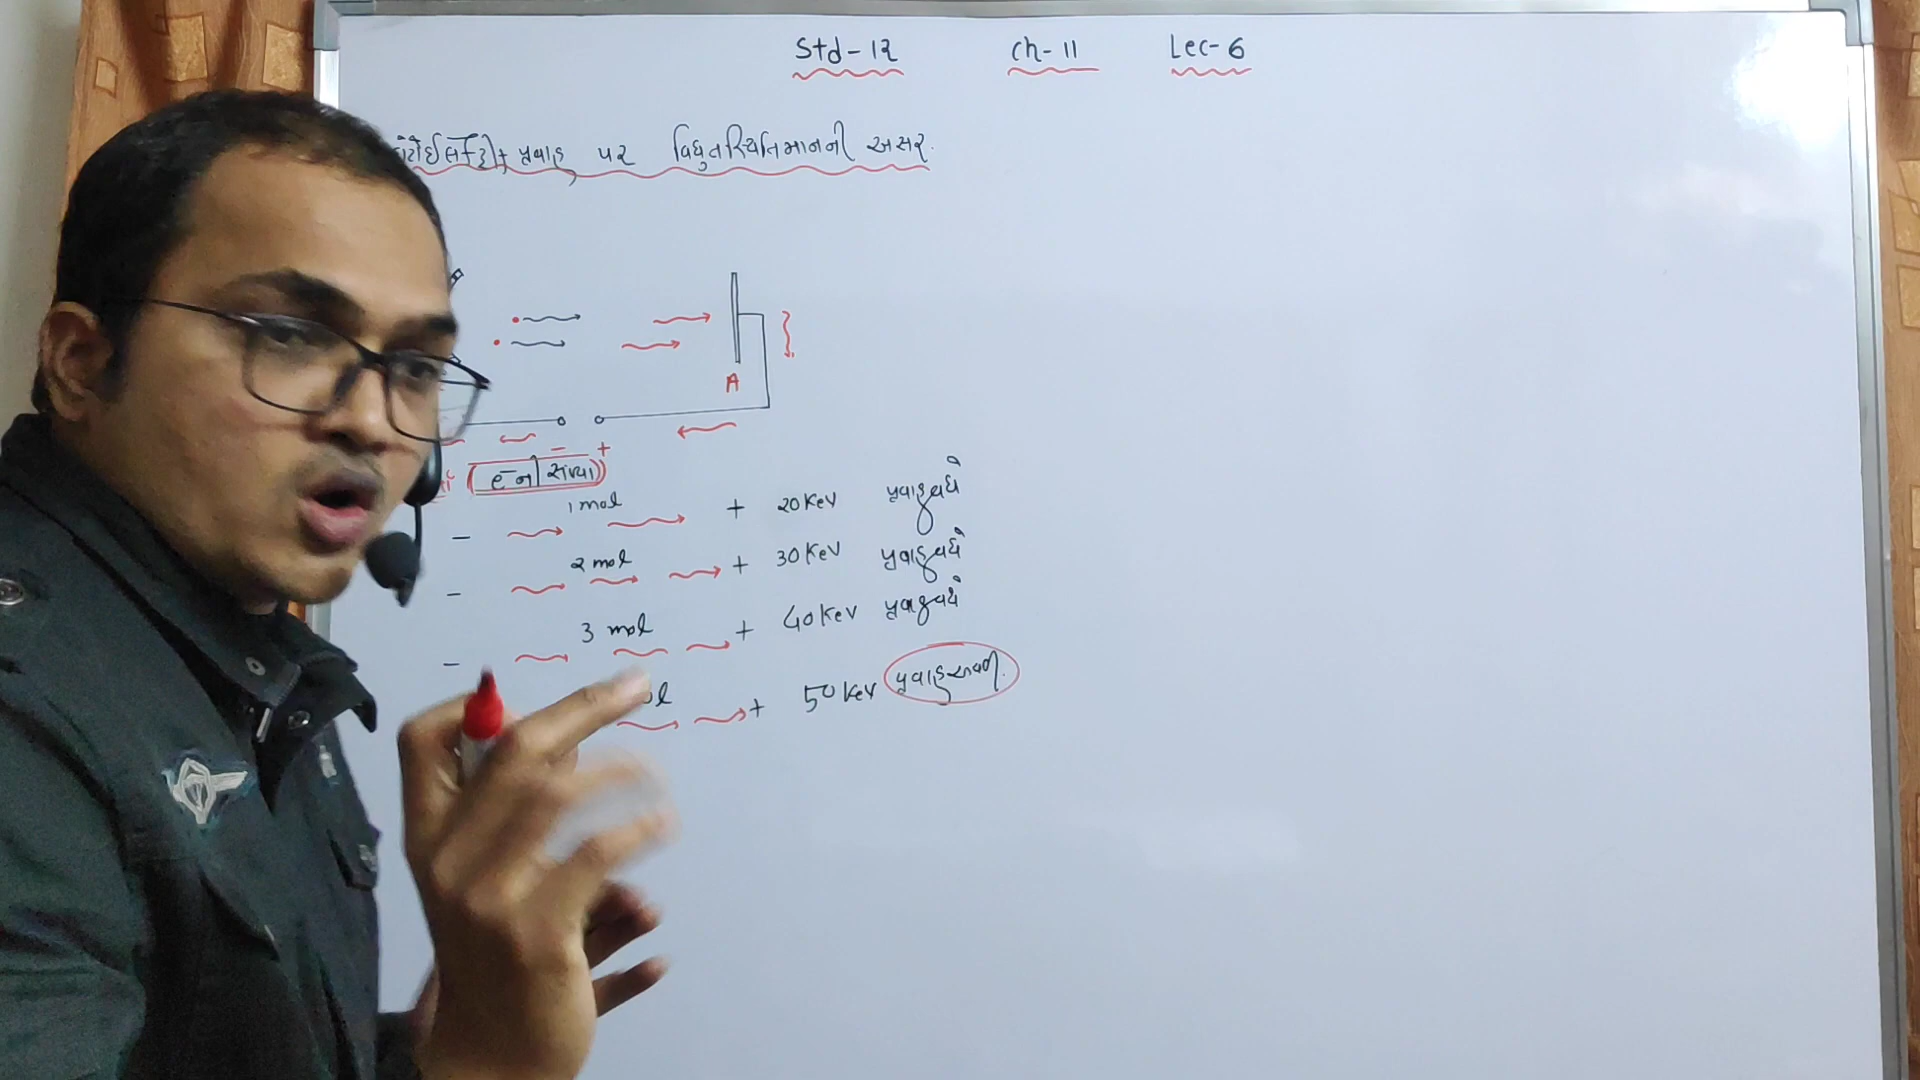 Std-12 Ch-11 Lec-6
પ્રવાહ પર વિદ્યુતસ્થિતિમાનની અસર.
A
- +
e⁻ની સંખ્યા
- 1 mol + 20 KeV પ્રવાહ વધે
- 2 mol + 30 KeV પ્રવાહ વધે
- 3 mol + 40 KeV પ્રવાહ વધે
+ 50 KeV પ્રવાહ